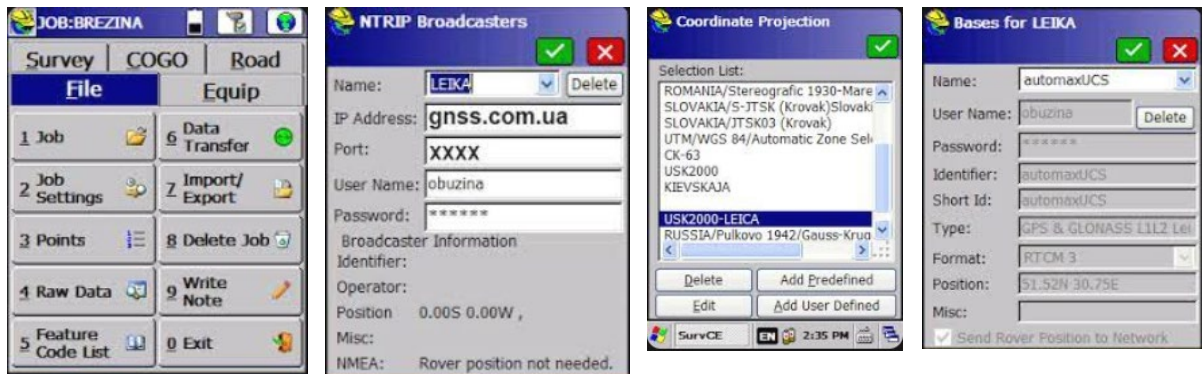 JOB:BREZINA
Survey COGO Road
File Equip
1 Job
6 Data Transfer
2 Job Settings
7 Import/ Export
3 Points
8 Delete Job
4 Raw Data
9 Write Note
5 Feature Code List
0 Exit
NTRIP Broadcasters
Name: LEIKA Delete
IP Address: gnss.com.ua
Port: XXXX
User Name: obuzina
Password: ******
Broadcaster Information
Identifier:
Operator:
Position 0.00S 0.00W ,
Misc:
NMEA: Rover position not needed.
Coordinate Projection
Selection List:
ROMANIA/Stereografic 1930-Mare
SLOVAKIA/S-JTSK (Krovak)Slovaki
SLOVAKIA/JTSK03 (Krovak)
UTM/WGS 84/Automatic Zone Sele
CK-63
USK2000
KIEVSKAJA
USK2000-LEICA
RUSSIA/Pulkovo 1942/Gauss-Krug
Delete Add Predefined
Edit Add User Defined
SurvCE EN 2:35 PM
Bases for LEIKA
Name: automaxUCS
User Name: obuzina Delete
Password: ******
Identifier: automaxUCS
Short Id: automaxUCS
Type: GPS & GLONASS L1L2 Lei
Format: RTCM 3
Position: 51.52N 30.75E
Misc:
Send Rover Position to Network